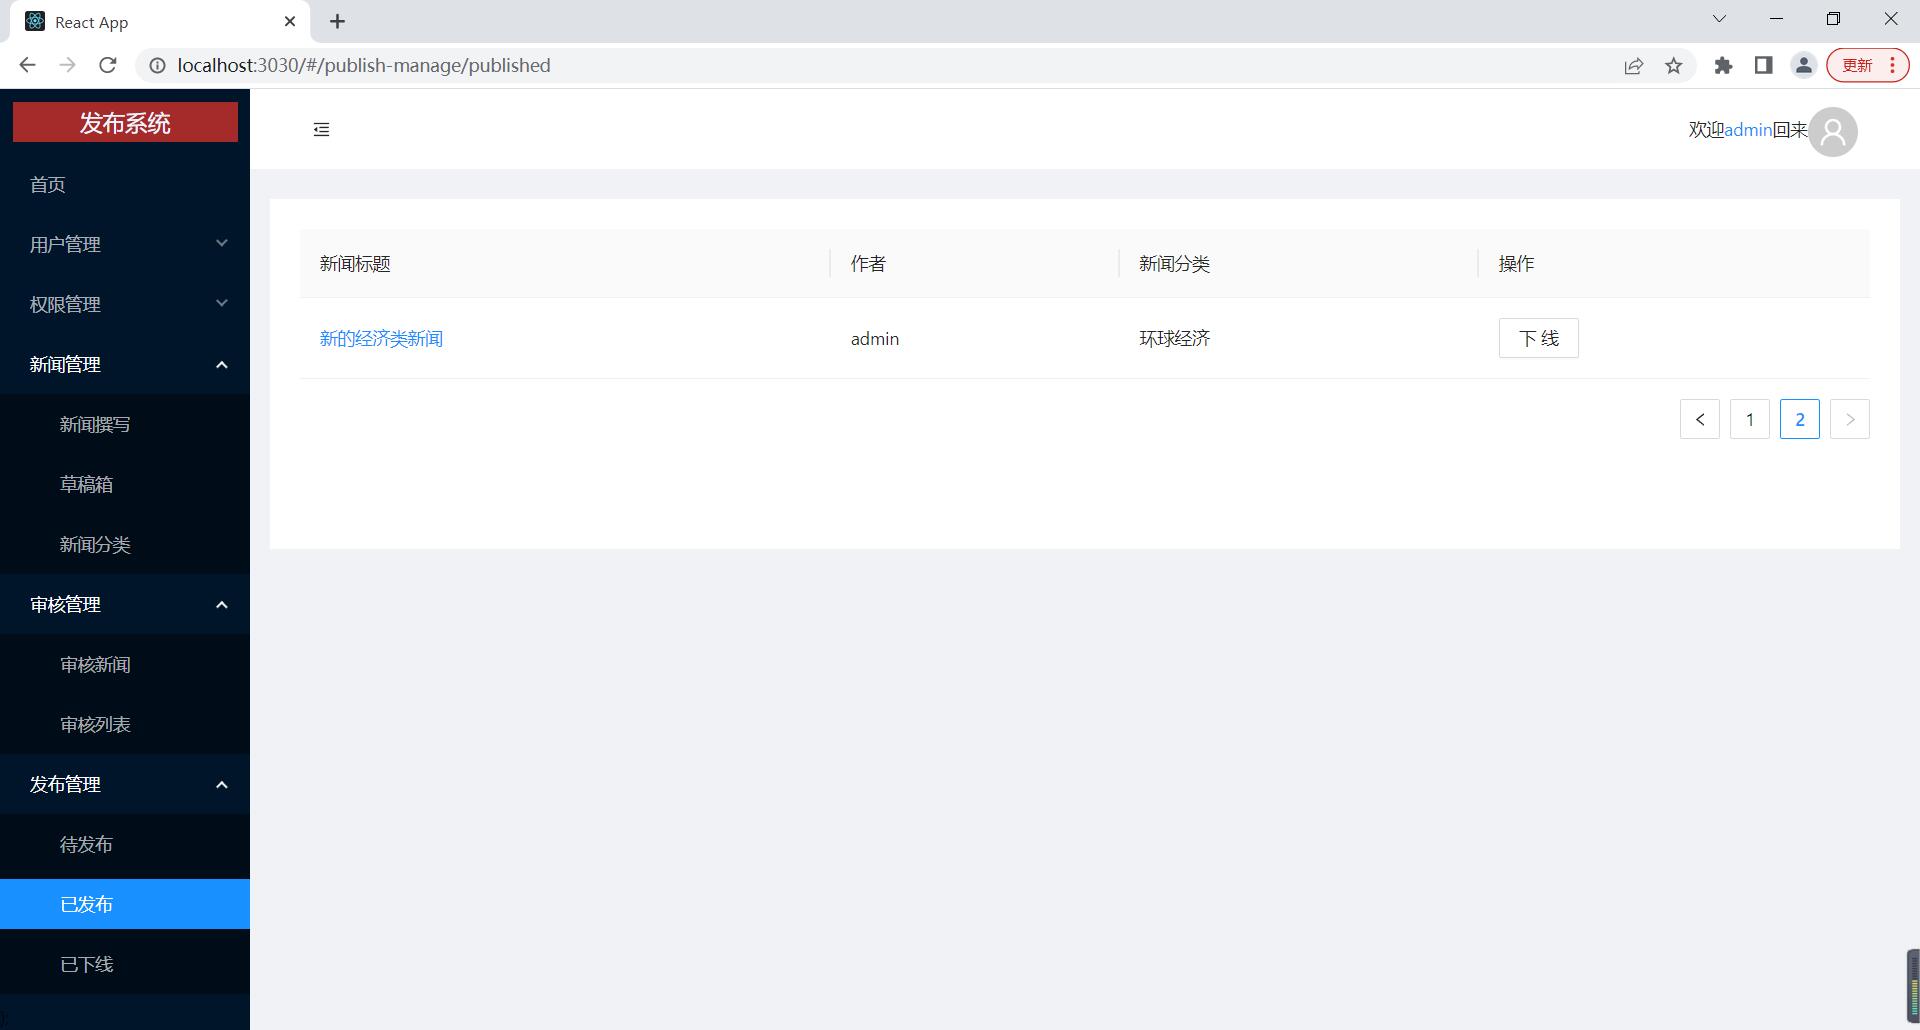 React App
localhost:3030/#/publish-manage/published
更新
发布系统
欢迎admin回来
首页
用户管理
权限管理
新闻管理
新闻撰写
草稿箱
新闻分类
审核管理
审核新闻
审核列表
发布管理
待发布
已发布
已下线
新闻标题 作者 新闻分类 操作
新的经济类新闻 admin 环球经济 下 线
1 2